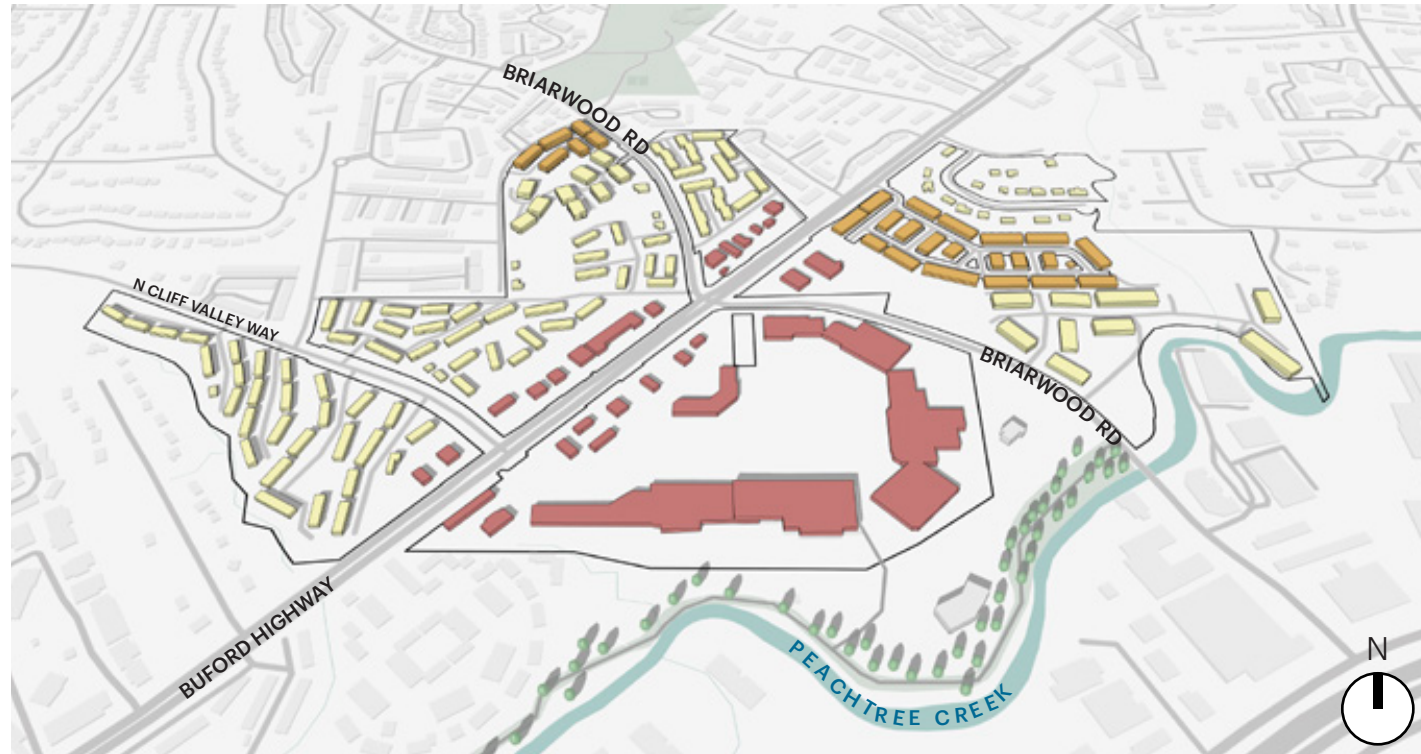 BRIARWOOD RD
N CLIFF VALLEY WAY
BRIARWOOD RD
BUFORD HIGHWAY
PEACHTREE CREEK
N